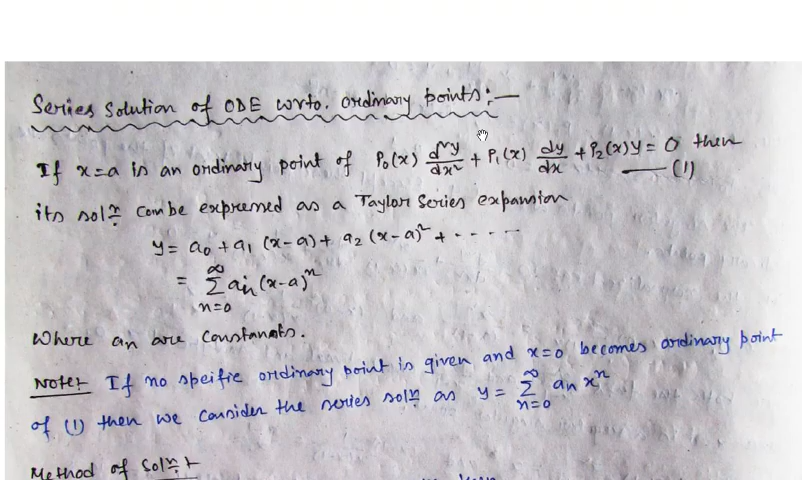 Series Solution of ODE w.r.to. ordinary points:—
If x=a is an ordinary point of P₀(x) d²y/dx² + P₁(x) dy/dx + P₂(x)y = 0 then
—— (1)
its solⁿ can be expressed as a Taylor Series expansion
y = a₀ + a₁ (x-a) + a₂ (x-a)² + - - - - -
= ∞∑n=0 aₙ (x-a)ⁿ
Where an are Constants.
Note:- If no speific ordinary point is given and x=0 becomes ordinary point
of (1) then we consider the series solⁿ as y = ∞∑n=0 aₙ xⁿ
Method of Solⁿ:-